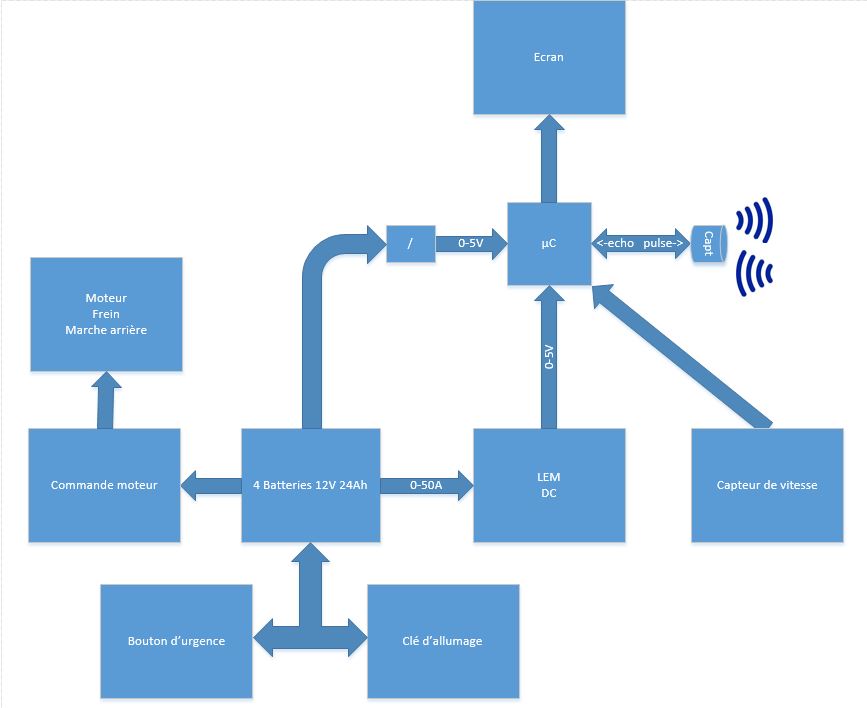 Ecran
/
0-5V
µC
<-echo pulse->
Capt
Moteur
Frein
Marche arrière
0-5V
Commande moteur
4 Batteries 12V 24Ah
0-50A
LEM
DC
Capteur de vitesse
Bouton d'urgence
Clé d'allumage